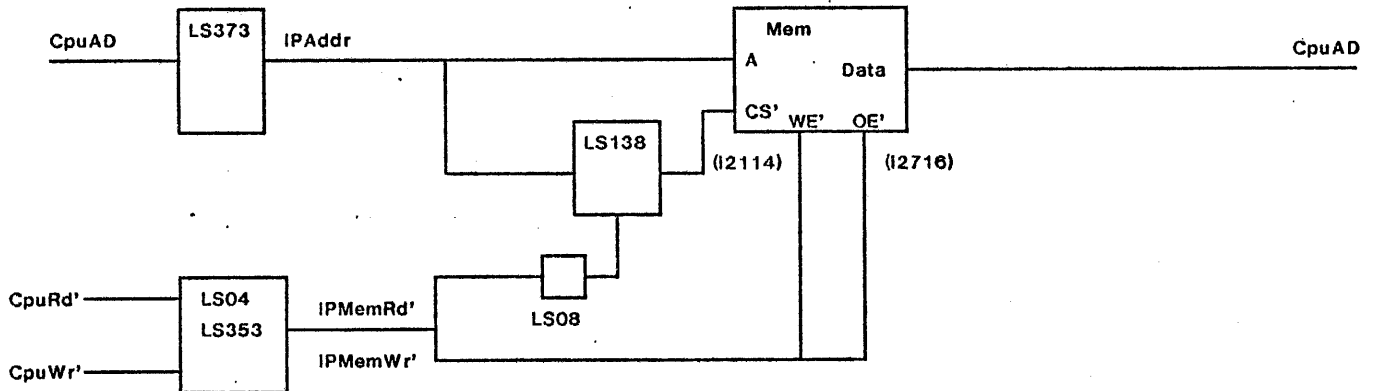 LS373
Mem
CpuAD
IPAddr
CpuAD
A
Data
CS'
WE' OE'
LS138
(I2114)
(I2716)
CpuRd'
LS04
IPMemRd'
LS353
LS08
CpuWr'
IPMemWr'